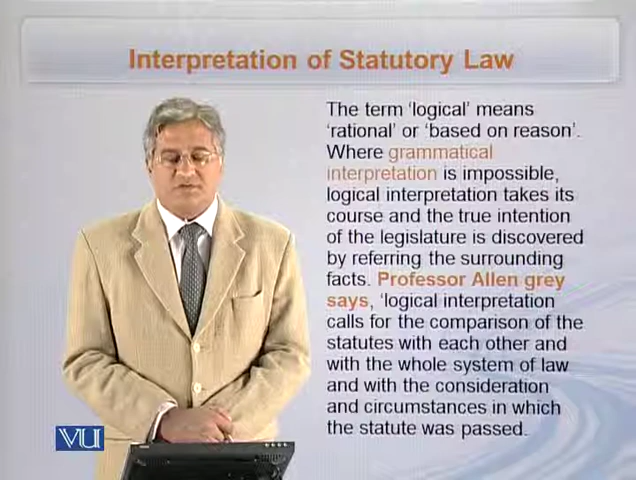 Interpretation of Statutory Law
The term 'logical' means
'rational' or 'based on reason'.
Where grammatical
interpretation is impossible,
logical interpretation takes its
course and the true intention
of the legislature is discovered
by referring the surrounding
facts. Professor Allen grey
says, 'logical interpretation
calls for the comparison of the
statutes with each other and
with the whole system of law
and with the consideration
and circumstances in which
the statute was passed.
VU